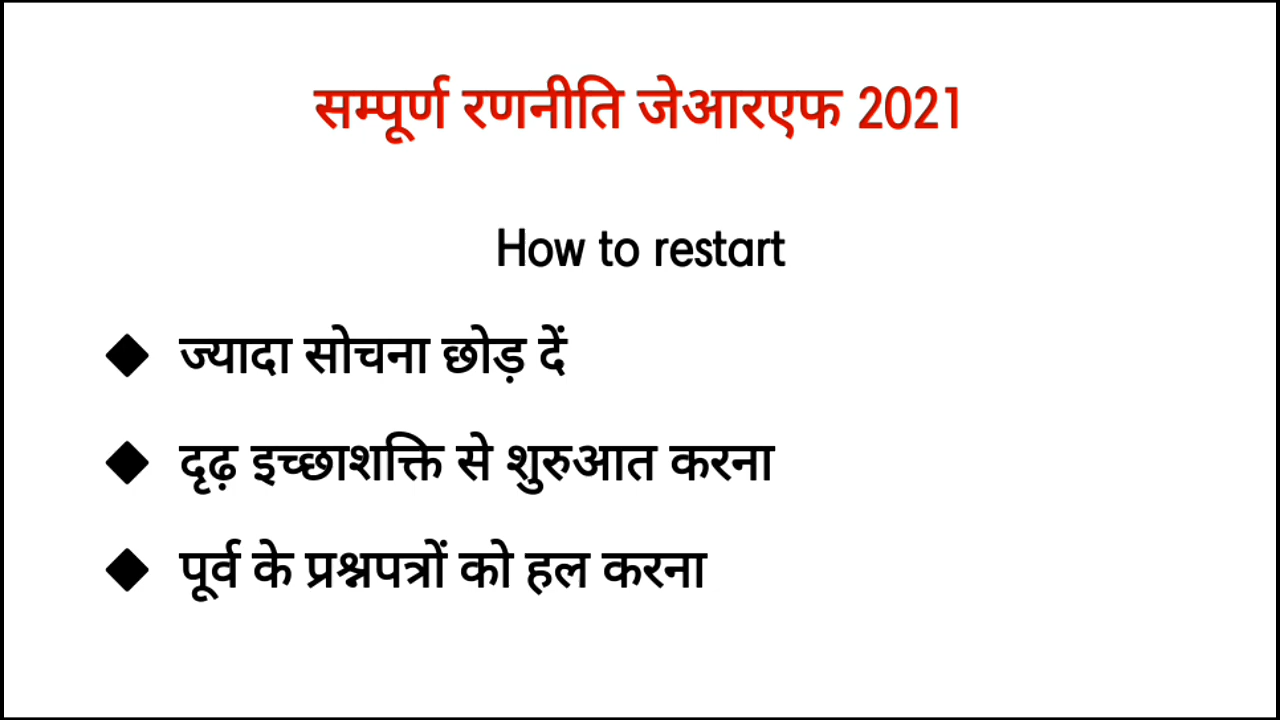 सम्पूर्ण रणनीति जेआरएफ 2021
How to restart
◆ ज्यादा सोचना छोड़ दें
◆ दृढ़ इच्छाशक्ति से शुरुआत करना
◆ पूर्व के प्रश्नपत्रों को हल करना